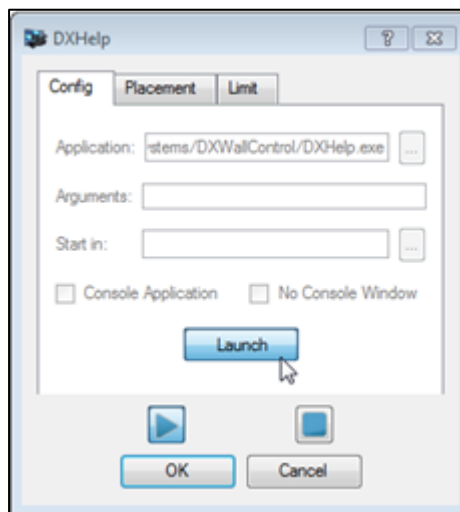 DXHelp
Config Placement Limit
Application: stems/DXWallControl/DXHelp.exe ...
Arguments:
Start in: ...
Console Application No Console Window
Launch
OK Cancel